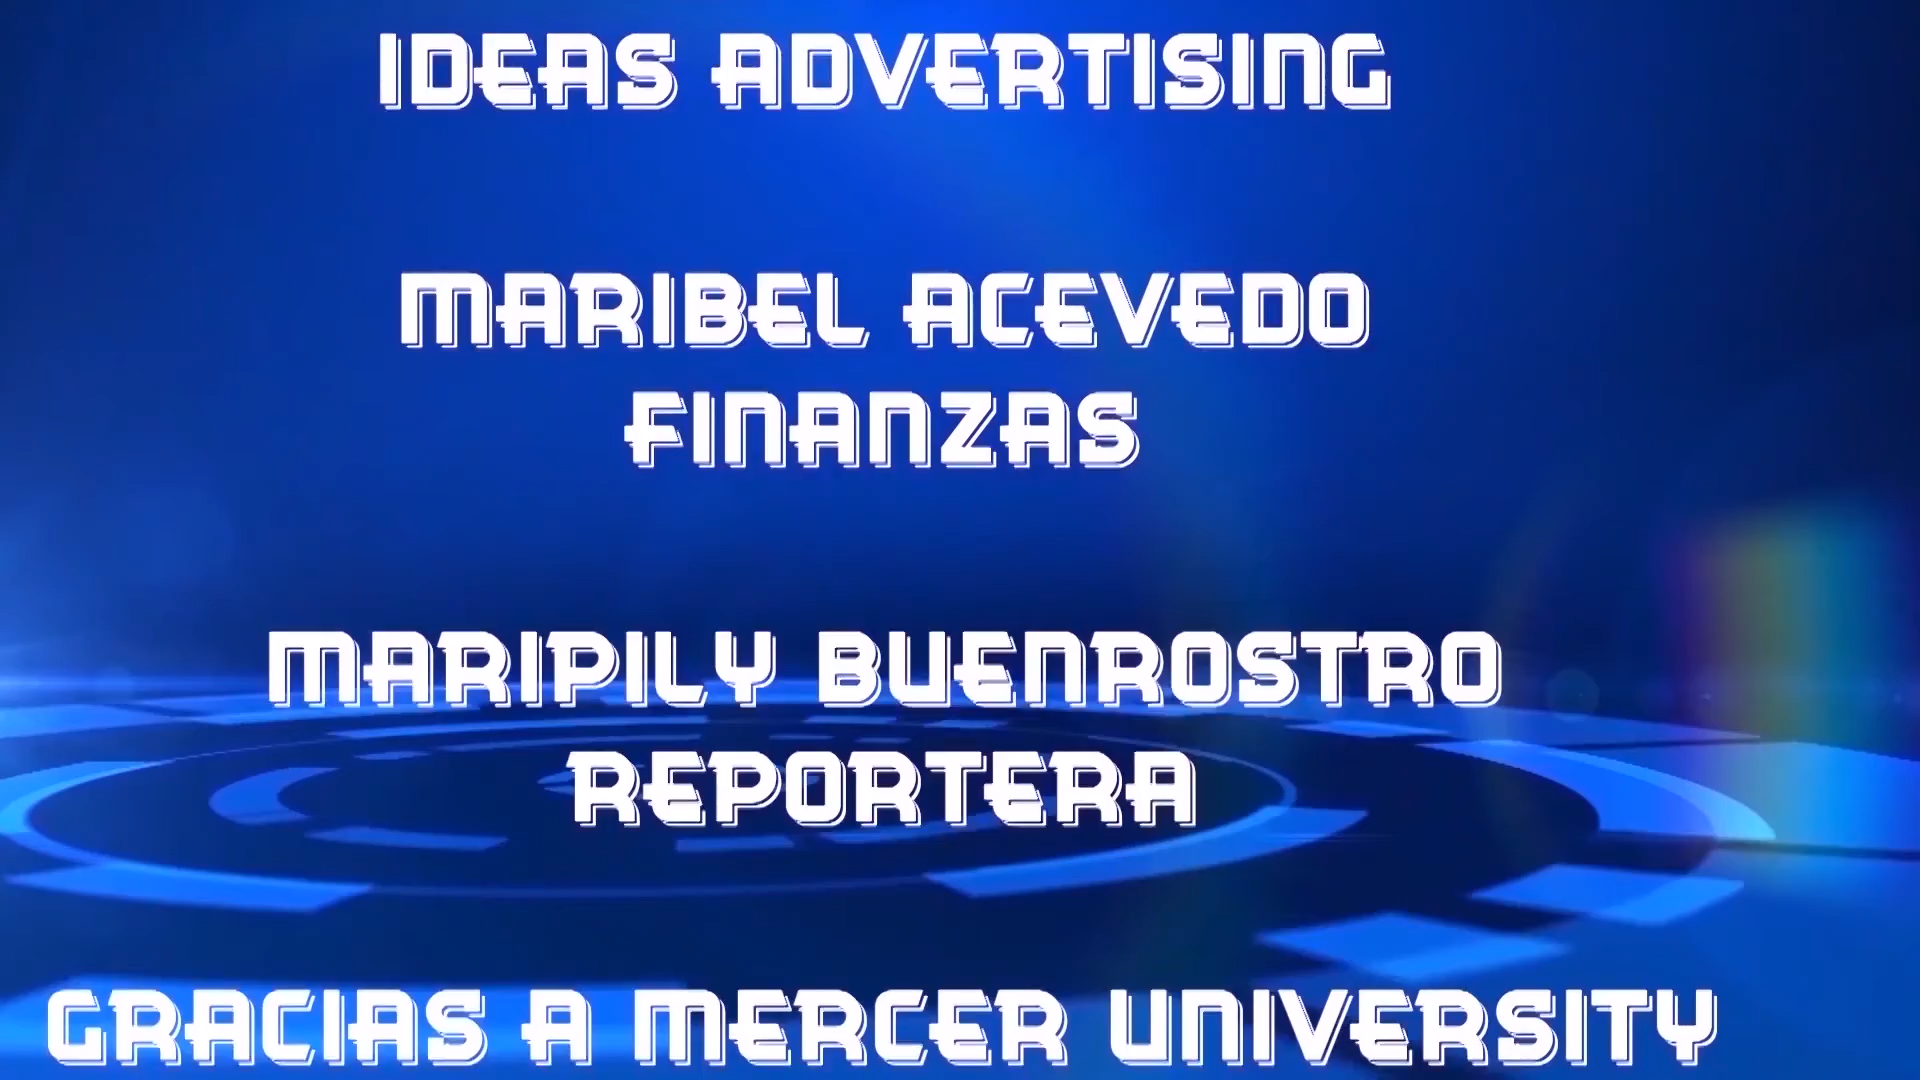 IDEAS ADVERTISING
MARIBEL ACEVEDO
FINANZAS
MARIPILY BUENROSTRO
REPORTERA
GRACIAS A MERCER UNIVERSITY